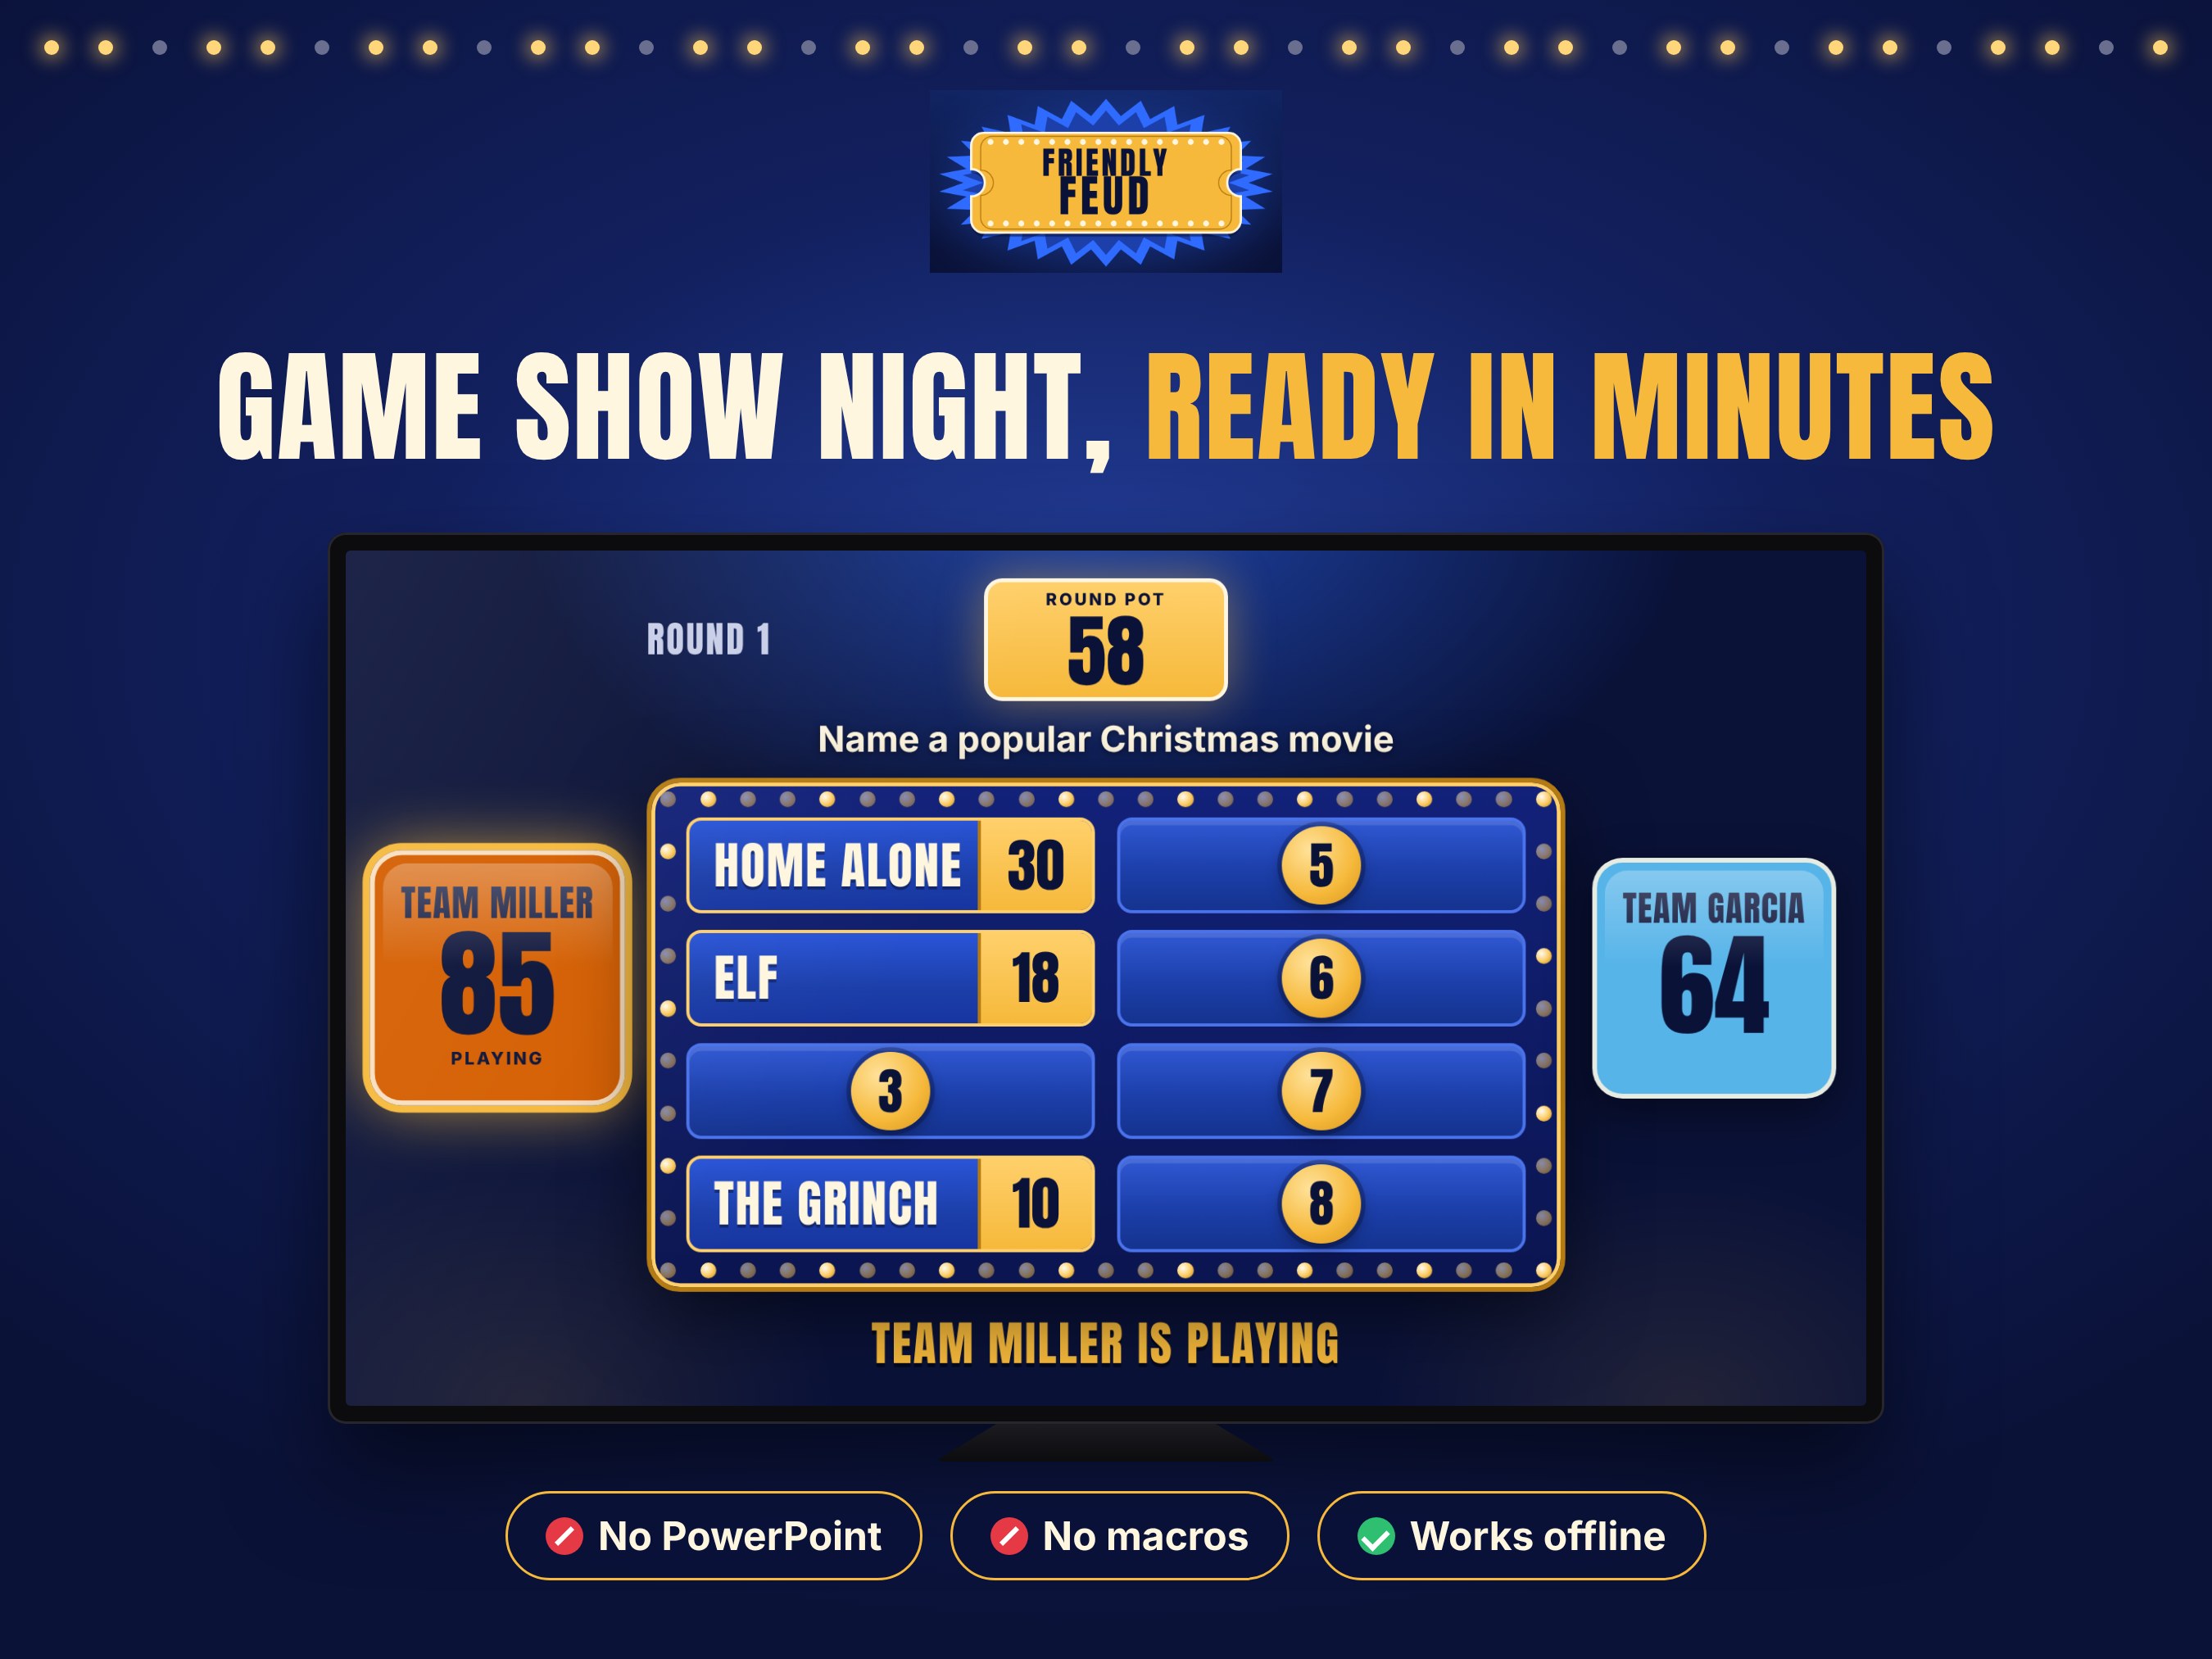 FRIENDLY
FEUD
GAME SHOW NIGHT, READY IN MINUTES
ROUND 1
ROUND POT
58
Name a popular Christmas movie
TEAM MILLER
85
PLAYING
HOME ALONE 30
5
ELF 18
6
3
7
THE GRINCH 10
8
TEAM GARCIA
64
TEAM MILLER IS PLAYING
No PowerPoint
No macros
Works offline